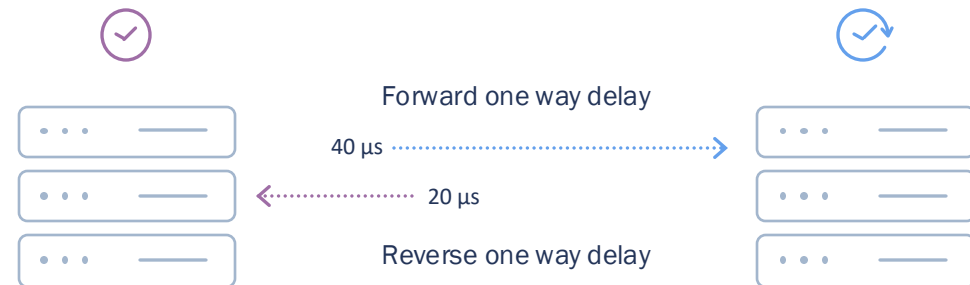 Forward one way delay
40 µs
20 µs
Reverse one way delay